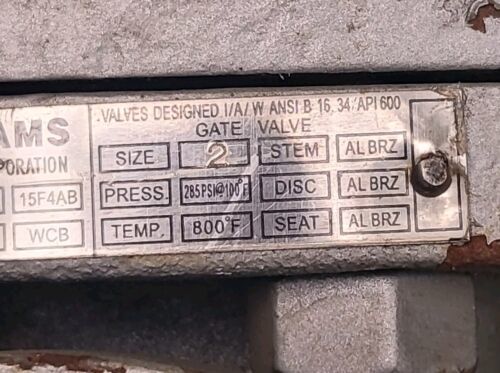 .VALVES DESIGNED I/A/W ANSI B 16.34/API 600
AMS
GATE VALVE
SIZE 2 STEM AL BRZ
PORATION
15F4AB PRESS. 285PSI@100°F DISC AL BRZ
WCB TEMP. 800°F SEAT AL BRZ